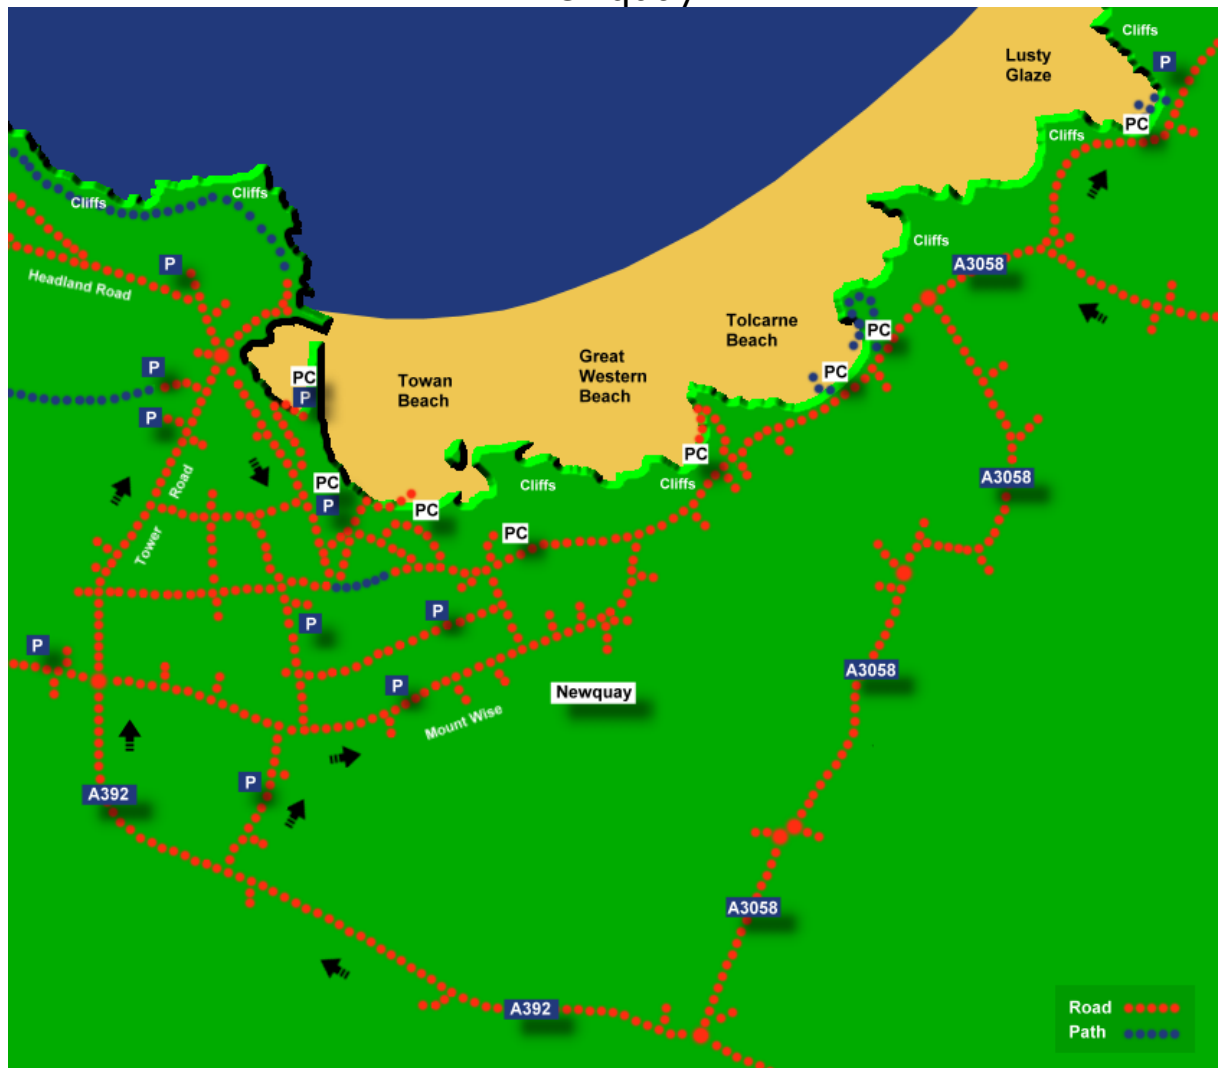 Cliffs
Lusty
Glaze
P
PC
Cliffs
Cliffs
Cliffs
Cliffs
P
A3058
Headland Road
Tolcarne
Beach
PC
Great
Western
Beach
P
PC
P
Towan
Beach
PC
P
PC
Road
PC
P
Cliffs
Cliffs
A3058
PC
PC
Tower
P
P
P
A3058
P
Newquay
Mount Wise
P
A392
A3058
A392
Road
Path